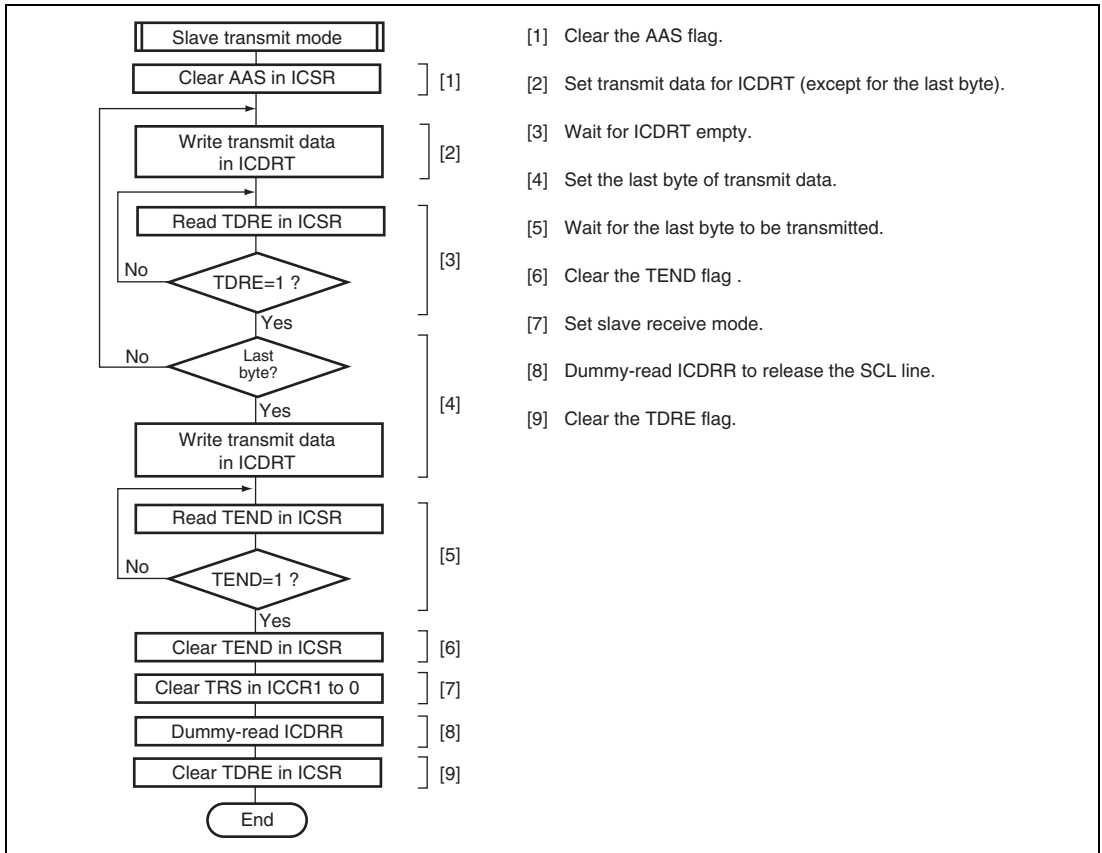 Slave transmit mode
Clear AAS in ICSR
[1]
Write transmit data
in ICDRT
[2]
Read TDRE in ICSR
[3]
No
TDRE=1 ?
Yes
No
Last
byte?
[4]
Yes
Write transmit data
in ICDRT
Read TEND in ICSR
[5]
No
TEND=1 ?
Yes
Clear TEND in ICSR
[6]
Clear TRS in ICCR1 to 0
[7]
Dummy-read ICDRR
[8]
Clear TDRE in ICSR
[9]
End
[1] Clear the AAS flag.
[2] Set transmit data for ICDRT (except for the last byte).
[3] Wait for ICDRT empty.
[4] Set the last byte of transmit data.
[5] Wait for the last byte to be transmitted.
[6] Clear the TEND flag .
[7] Set slave receive mode.
[8] Dummy-read ICDRR to release the SCL line.
[9] Clear the TDRE flag.